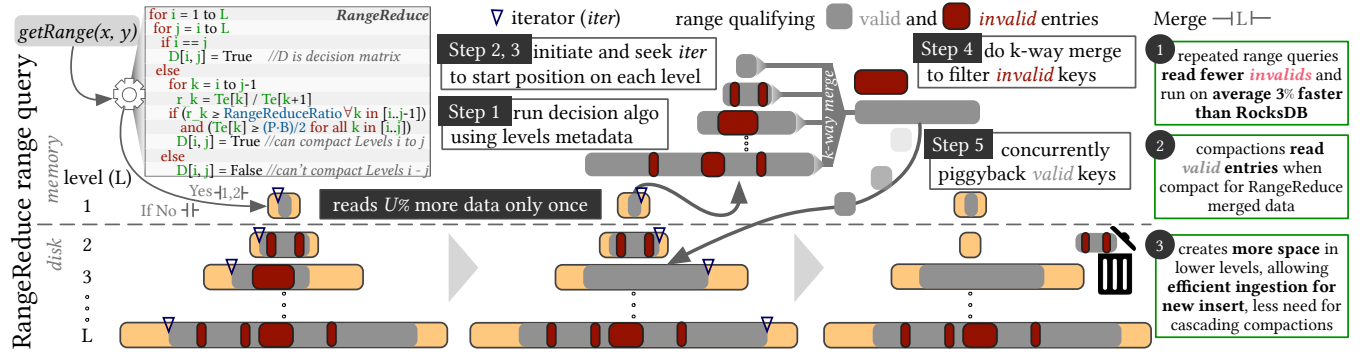 RangeReduce range query
getRange(x, y)
RangeReduce
for i = 1 to L
for j = i to L
if i == j
D[i, j] = True //D is decision matrix
else
for k = i to j-1
r_k = Te[k] / Te[k+1]
if (r_k ≥ RangeReduceRatio ∀k in [i..j-1])
and (Te[k] ≥ (P·B)/2 for all k in [i..j])
D[i, j] = True //can compact Levels i to j
else
D[i, j] = False //can't compact Levels i - j
iterator (iter)
range qualifying
valid and
invalid entries
Merge
L
Step 2, 3 initiate and seek iter
to start position on each level
Step 1 run decision algo
using levels metadata
k-way merge
Step 4 do k-way merge
to filter invalid keys
Step 5 concurrently
piggyback valid keys
reads U% more data only once
memory
disk
level (L)
Yes
1,2
If No
1
2
3
L
1
repeated range queries
read fewer invalids and
run on average 3% faster
than RocksDB
2
compactions read
valid entries when
compact for RangeReduce
merged data
3
creates more space in
lower levels, allowing
efficient ingestion for
new insert, less need for
cascading compactions